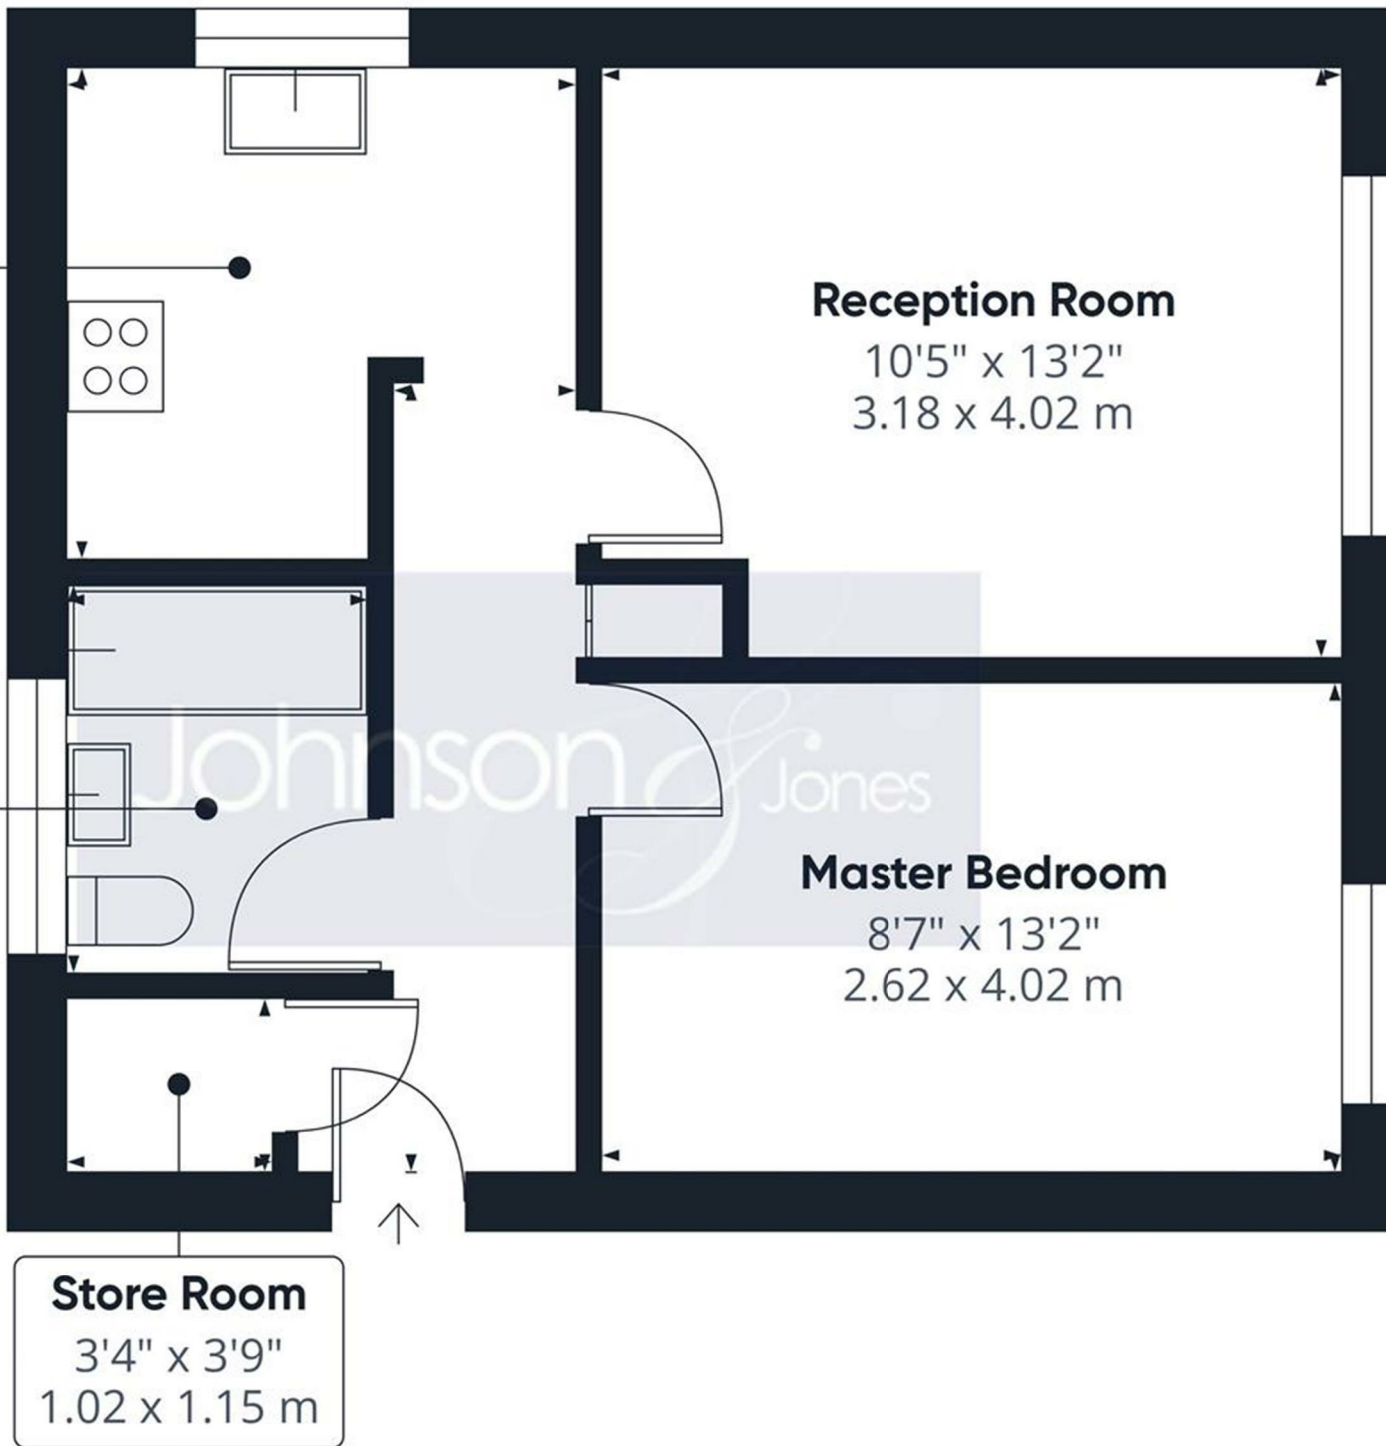 Reception Room
10'5" x 13'2"
3.18 x 4.02 m
Johnson & Jones
Master Bedroom
8'7" x 13'2"
2.62 x 4.02 m
Store Room
3'4" x 3'9"
1.02 x 1.15 m